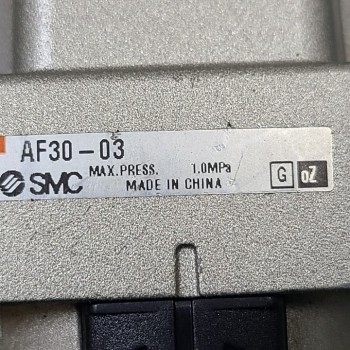 AF30-03
SMC MAX.PRESS. 1.0MPa
MADE IN CHINA G oZ